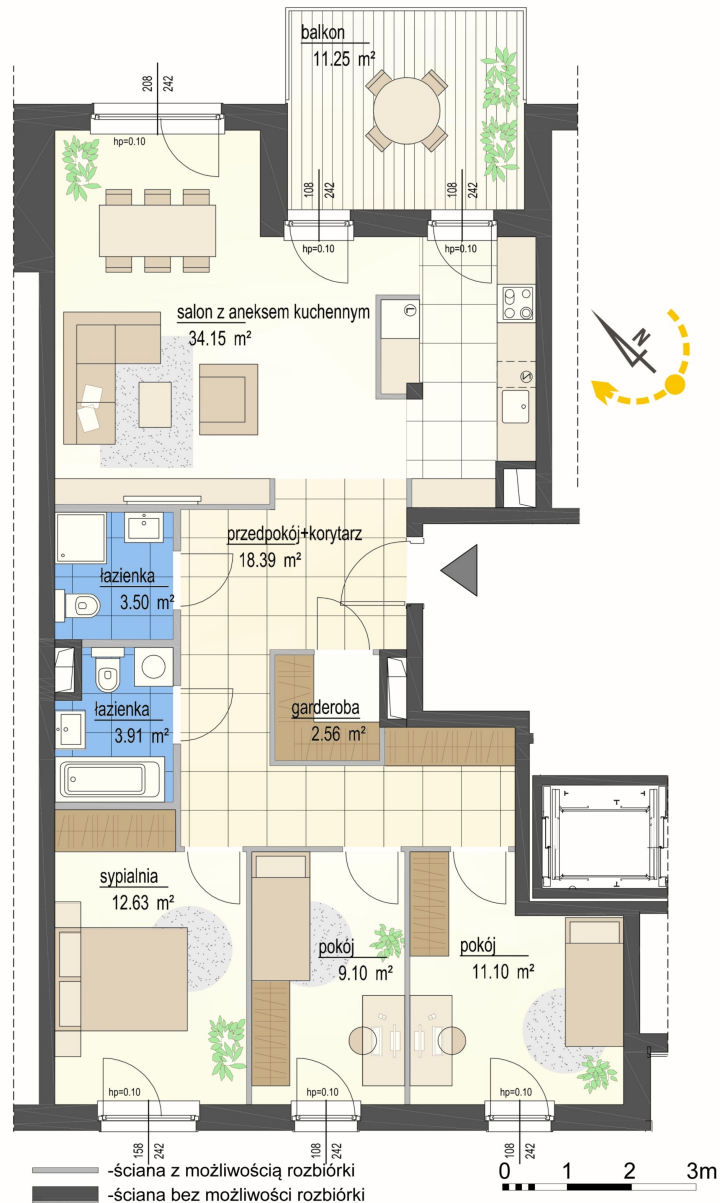 balkon
11.25 m²
208
242
hp=0.10
108
242
108
242
hp=0.10
hp=0.10
salon z aneksem kuchennym
34.15 m²
L
N
Z
przedpokój+korytarz
18.39 m²
łazienka
3.50 m²
garderoba
2.56 m²
łazienka
3.91 m²
sypialnia
12.63 m²
pokój
9.10 m²
pokój
11.10 m²
hp=0.10
hp=0.10
hp=0.10
158
242
108
242
108
242
-ściana z możliwością rozbiórki
-ściana bez możliwości rozbiórki
0 1 2 3m